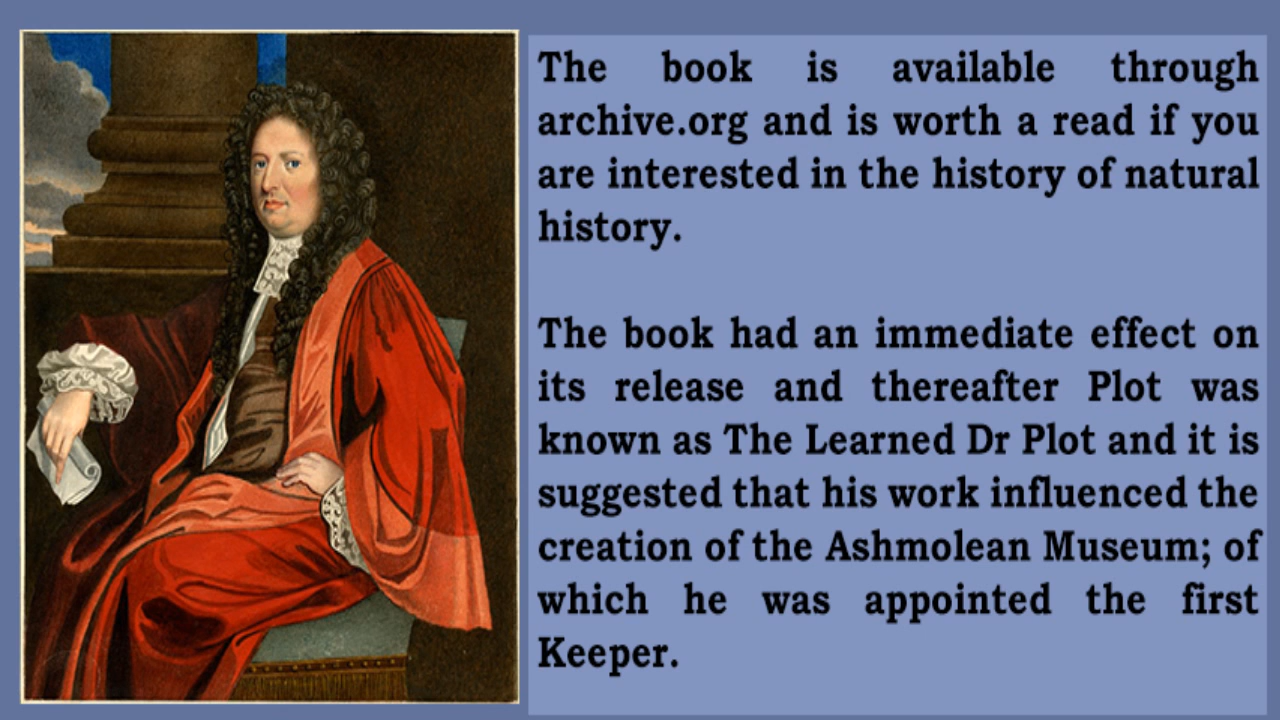 The book is available through
archive.org and is worth a read if you
are interested in the history of natural
history.
The book had an immediate effect on
its release and thereafter Plot was
known as The Learned Dr Plot and it is
suggested that his work influenced the
creation of the Ashmolean Museum; of
which he was appointed the first
Keeper.